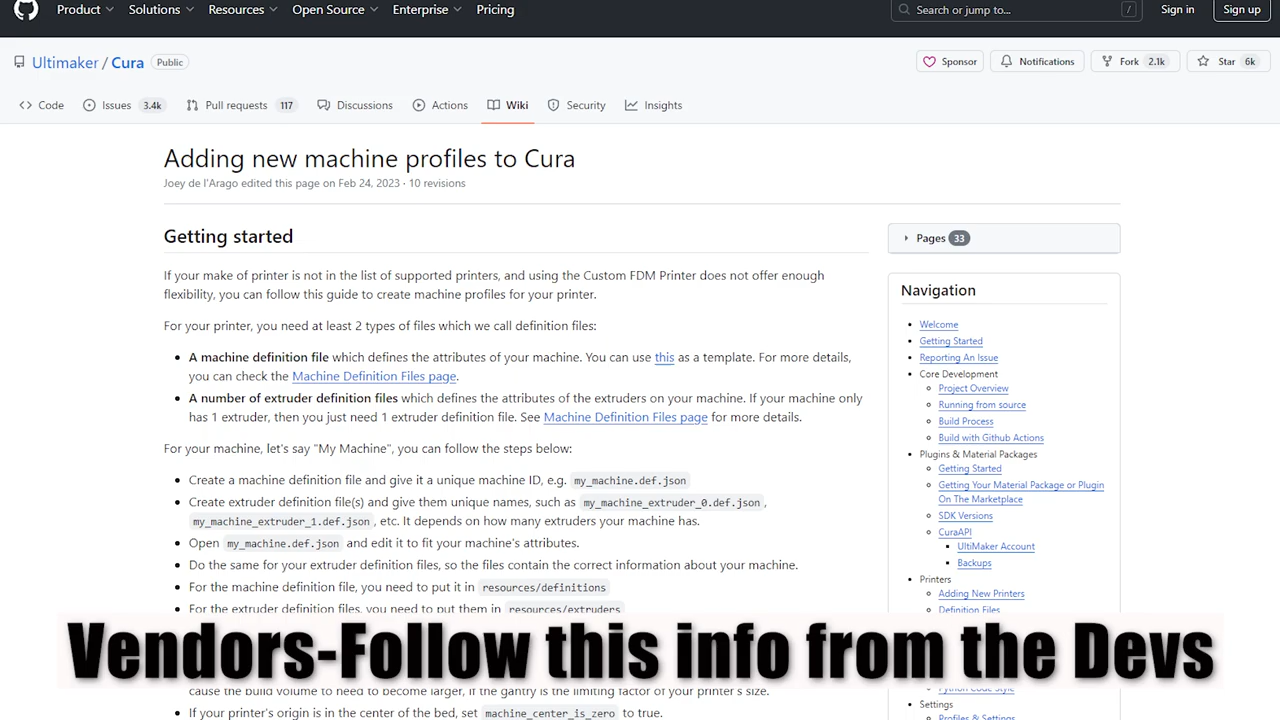 Product Solutions Resources Open Source Enterprise Pricing Search or jump to... / Sign in Sign up
Ultimaker / Cura Public Sponsor Notifications Fork 2.1k Star 6k
Code Issues 3.4k Pull requests 117 Discussions Actions Wiki Security Insights
Adding new machine profiles to Cura
Joey de l'Arago edited this page on Feb 24, 2023 · 10 revisions
Getting started
If your make of printer is not in the list of supported printers, and using the Custom FDM Printer does not offer enough
flexibility, you can follow this guide to create machine profiles for your printer.
For your printer, you need at least 2 types of files which we call definition files:
• A machine definition file which defines the attributes of your machine. You can use this as a template. For more details,
you can check the Machine Definition Files page.
• A number of extruder definition files which defines the attributes of the extruders on your machine. If your machine only
has 1 extruder, then you just need 1 extruder definition file. See Machine Definition Files page for more details.
For your machine, let's say "My Machine", you can follow the steps below:
• Create a machine definition file and give it a unique machine ID, e.g. my_machine.def.json
• Create extruder definition file(s) and give them unique names, such as my_machine_extruder_0.def.json ,
my_machine_extruder_1.def.json , etc. It depends on how many extruders your machine has.
• Open my_machine.def.json and edit it to fit your machine's attributes.
• Do the same for your extruder definition files, so the files contain the correct information about your machine.
• For the machine definition file, you need to put it in resources/definitions
• For the extruder definition files, you need to put them in resources/extruders
Vendors-Follow this info from the Devs
cause the build volume to need to become larger, if the gantry is the limiting factor of your printer's size.
• If your printer's origin is in the center of the bed, set machine_center_is_zero to true.
Pages 33
Navigation
• Welcome
• Getting Started
• Reporting An Issue
• Core Development
Project Overview
Running from source
Build Process
Build with Github Actions
• Plugins & Material Packages
Getting Started
Getting Your Material Package or Plugin
On The Marketplace
SDK Versions
CuraAPI
UltiMaker Account
Backups
• Printers
Adding New Printers
Definition Files
Python Code Style
• Settings
Profiles & Settings